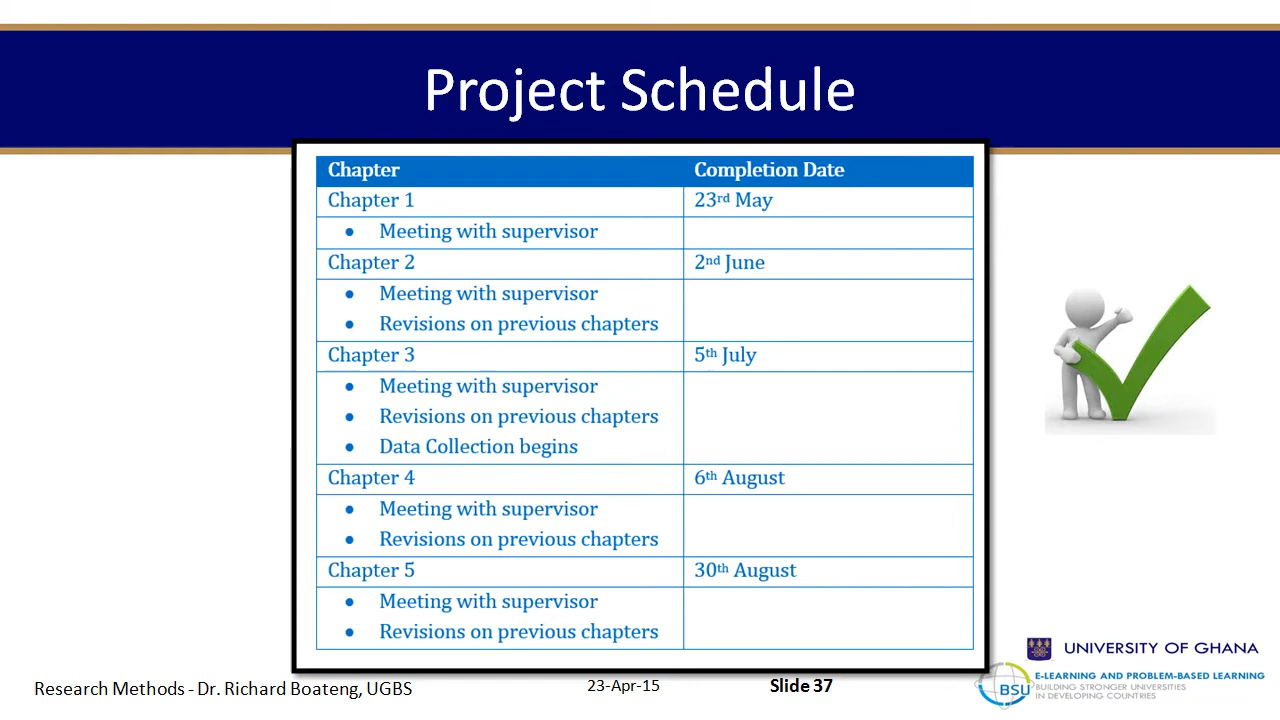 Project Schedule
Chapter Completion Date
Chapter 1 23rd May
• Meeting with supervisor
Chapter 2 2nd June
• Meeting with supervisor
• Revisions on previous chapters
Chapter 3 5th July
• Meeting with supervisor
• Revisions on previous chapters
• Data Collection begins
Chapter 4 6th August
• Meeting with supervisor
• Revisions on previous chapters
Chapter 5 30th August
• Meeting with supervisor
• Revisions on previous chapters
UNIVERSITY OF GHANA
Research Methods - Dr. Richard Boateng, UGBS 23-Apr-15 Slide 37
BSU
E-LEARNING AND PROBLEM-BASED LEARNING
BUILDING STRONGER UNIVERSITIES
IN DEVELOPING COUNTRIES